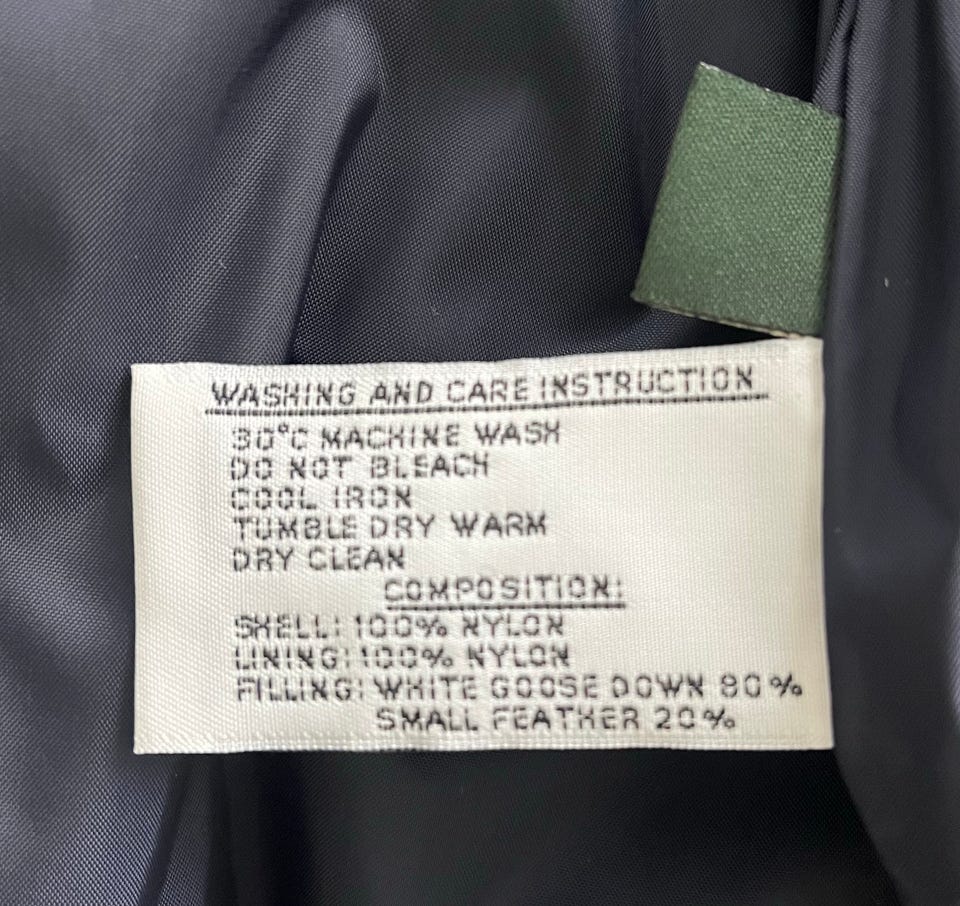 WASHING AND CARE INSTRUCTION
30°C MACHINE WASH
DO NOT BLEACH
COOL IRON
TUMBLE DRY WARM
DRY CLEAN
COMPOSITION:
SHELL: 100% NYLON
LINING: 100% NYLON
FILLING: WHITE GOOSE DOWN 80%
SMALL FEATHER 20%